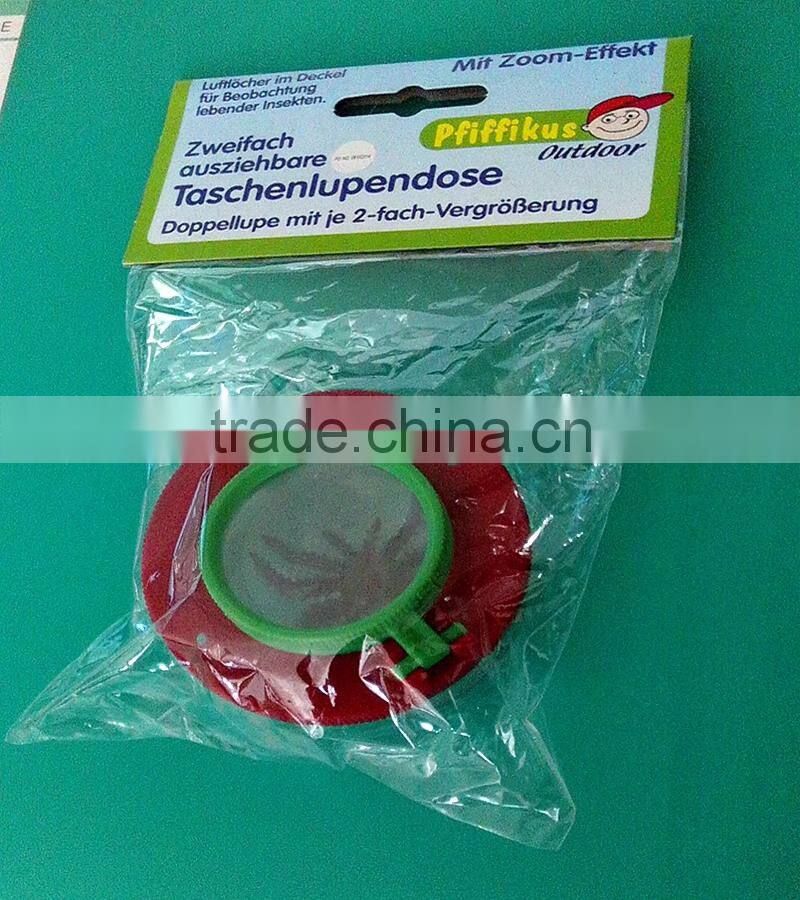 E
Luftlöcher im Deckel
für Beobachtung
lebender Insekten.
Mit Zoom-Effekt
Pfiffikus
Outdoor
Zweifach
ausziehbare
Taschenlupendose
Doppellupe mit je 2-fach-Vergrößerung
trade.china.cn